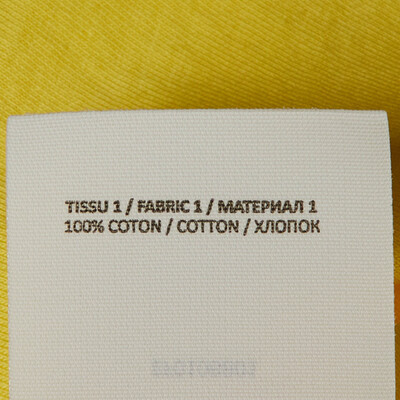 TISSU 1 / FABRIC 1 / МАТЕРИАЛ 1
100% COTON / COTTON / ХЛОПОК